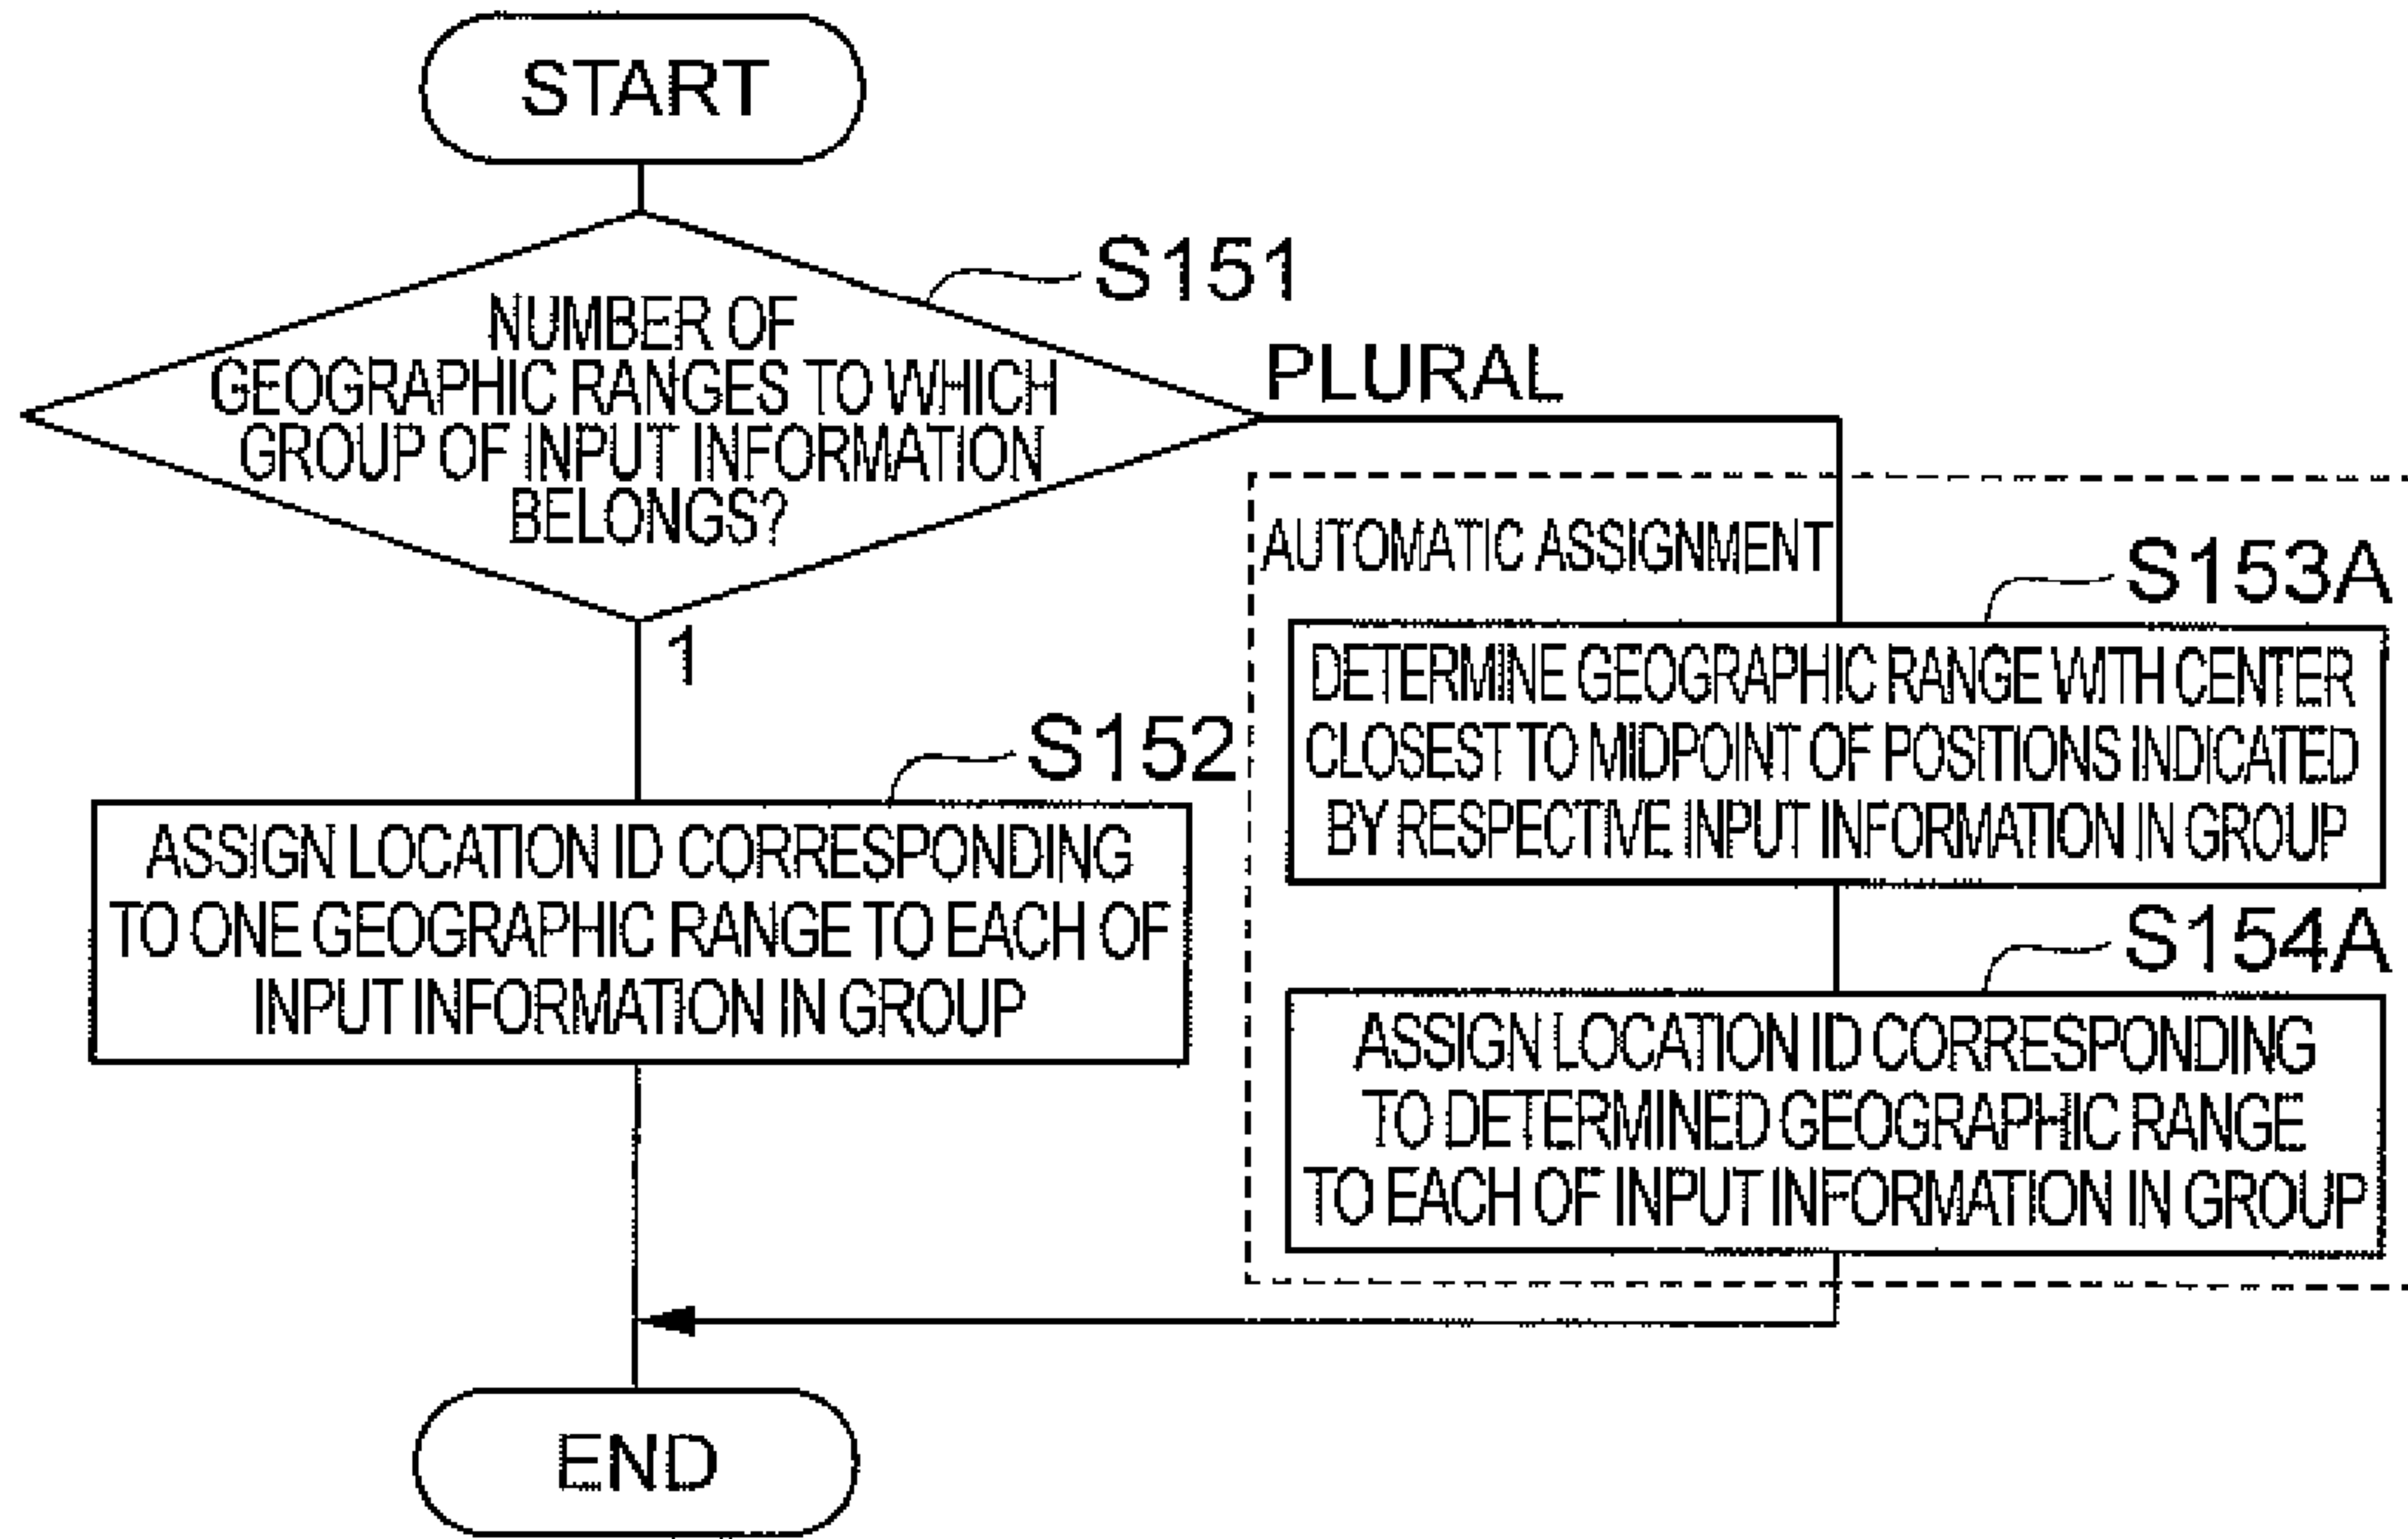 START
S151
NUMBER OF
GEOGRAPHIC RANGES TO WHICH
GROUP OF INPUT INFORMATION
BELONGS?
PLURAL
1
S152
ASSIGN LOCATION ID CORRESPONDING
TO ONE GEOGRAPHIC RANGE TO EACH OF
INPUT INFORMATION IN GROUP
AUTOMATIC ASSIGNMENT
S153A
DETERMINE GEOGRAPHIC RANGE WITH CENTER
CLOSEST TO MIDPOINT OF POSITIONS INDICATED
BY RESPECTIVE INPUT INFORMATION IN GROUP
S154A
ASSIGN LOCATION ID CORRESPONDING
TO DETERMINED GEOGRAPHIC RANGE
TO EACH OF INPUT INFORMATION IN GROUP
END